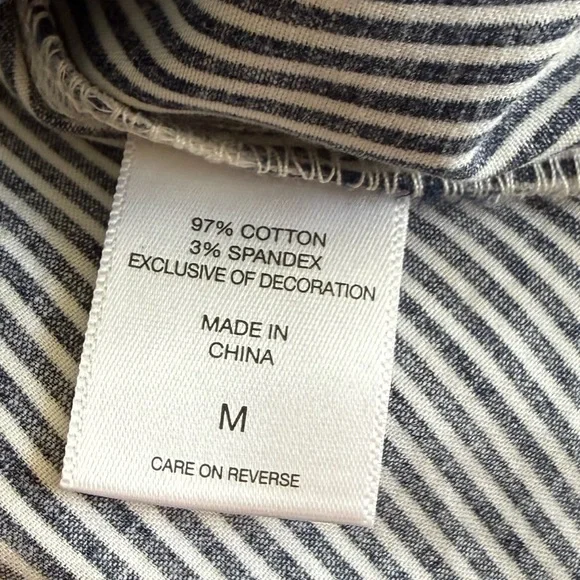 97% COTTON
3% SPANDEX
EXCLUSIVE OF DECORATION
MADE IN
CHINA
M
CARE ON REVERSE